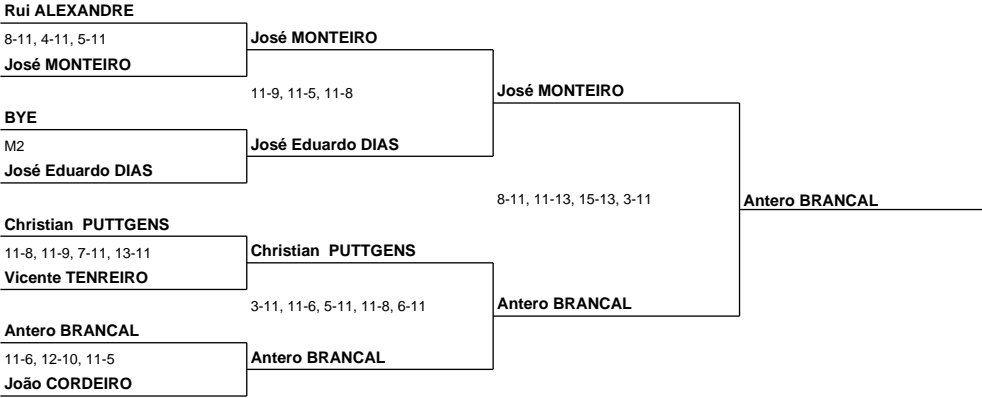 Rui ALEXANDRE
8-11, 4-11, 5-11
José MONTEIRO
José MONTEIRO
11-9, 11-5, 11-8
José MONTEIRO
BYE
M2
José Eduardo DIAS
José Eduardo DIAS
8-11, 11-13, 15-13, 3-11
Antero BRANCAL
Christian PUTTGENS
11-8, 11-9, 7-11, 13-11
Christian PUTTGENS
Vicente TENREIRO
3-11, 11-6, 5-11, 11-8, 6-11
Antero BRANCAL
Antero BRANCAL
11-6, 12-10, 11-5
Antero BRANCAL
João CORDEIRO